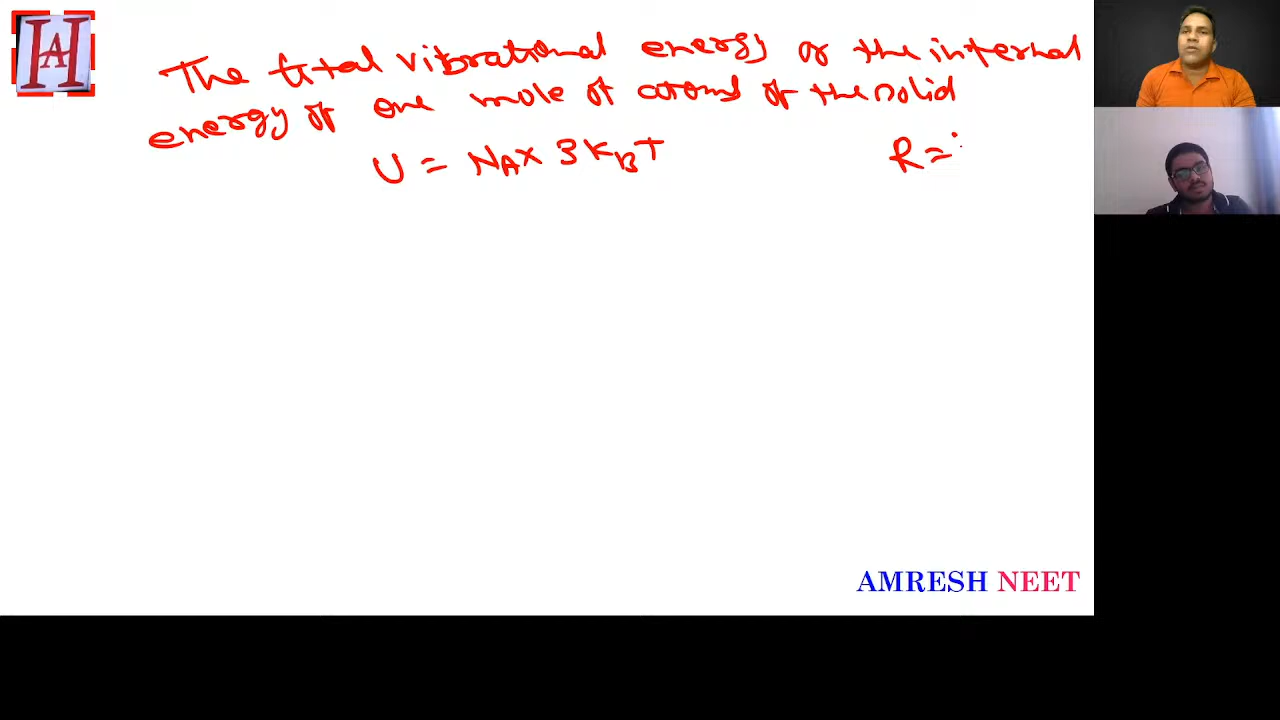 HA
The total vibrational energy or the internal
energy of one mole of atoms of the solid
U = NA× 3KBT
R=
AMRESH NEET